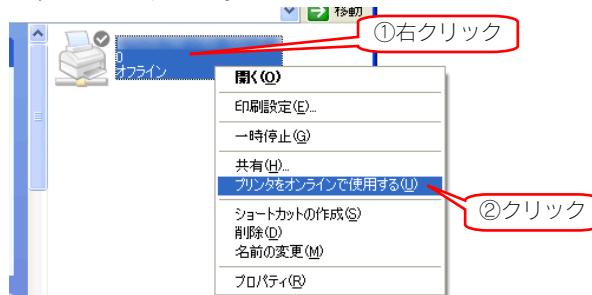 移動
①右クリック
0
オフライン
開く(O)
印刷設定(E)...
一時停止(G)
共有(H)...
プリンタをオンラインで使用する(U)
②クリック
ショートカットの作成(S)
削除(D)
名前の変更(M)
プロパティ(R)